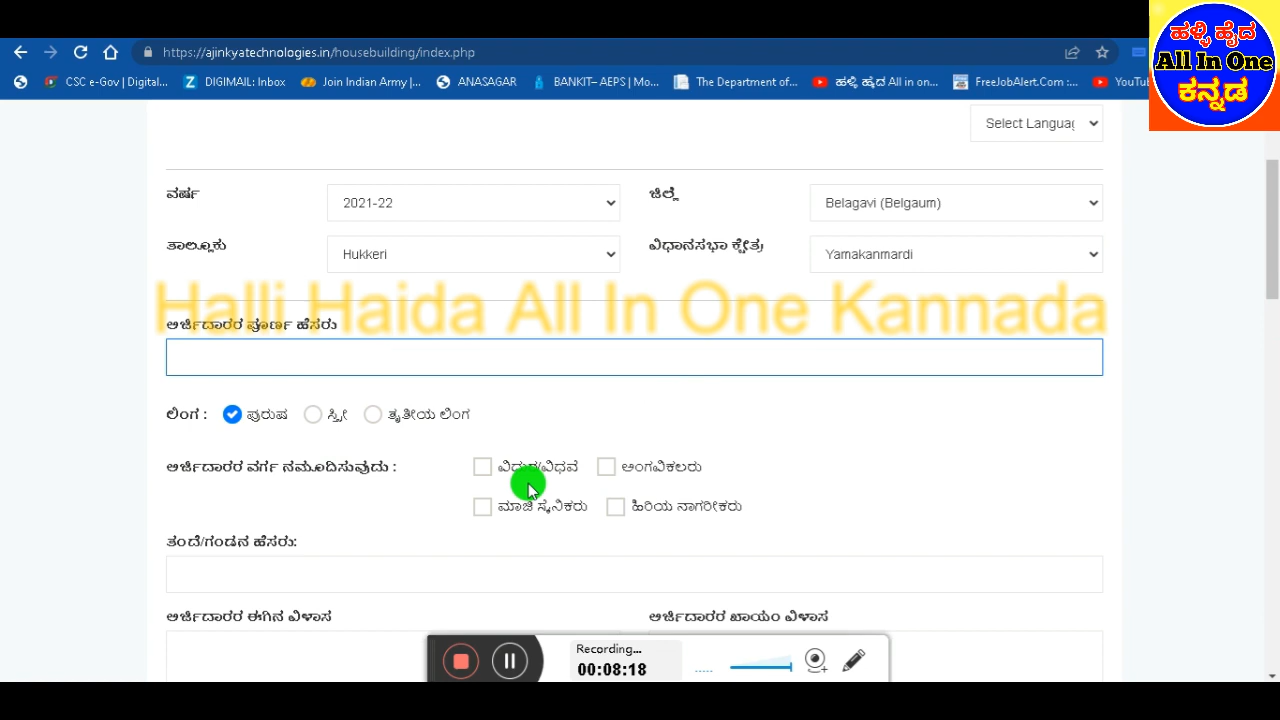 ಹಳ್ಳಿ ಹೈದ
All In One
ಕನ್ನಡ
https://ajinkyatechnologies.in/housebuilding/index.php
CSC e-Gov | Digital... DIGIMAIL: Inbox Join Indian Army |... ANASAGAR BANKIT– AEPS | Mo... The Department of... ಹಳ್ಳಿ ಹೈದ All in on... FreeJobAlert.Com :... YouTu
Select Languag
ವರ್ಷ 2021-22 ಜಿಲ್ಲೆ Belagavi (Belgaum)
ತಾಲ್ಲೂಕು Hukkeri ವಿಧಾನಸಭಾ ಕ್ಷೇತ್ರ Yamakanmardi
Halli Haida All In One Kannada
ಅರ್ಜಿದಾರರ ಪೂರ್ಣ ಹೆಸರು
ಲಿಂಗ : ಪುರುಷ ಸ್ತ್ರೀ ತೃತೀಯ ಲಿಂಗ
ಅರ್ಜಿದಾರರ ವರ್ಗ ನಮೂದಿಸುವುದು : ವಿಧುರ/ವಿಧವೆ ಅಂಗವಿಕಲರು
ಮಾಜಿ ಸೈನಿಕರು ಹಿರಿಯ ನಾಗರೀಕರು
ತಂದೆ/ಗಂಡನ ಹೆಸರು:
ಅರ್ಜಿದಾರರ ಈಗಿನ ವಿಳಾಸ ಅರ್ಜಿದಾರರ ಖಾಯಂ ವಿಳಾಸ
Recording...
00:08:18